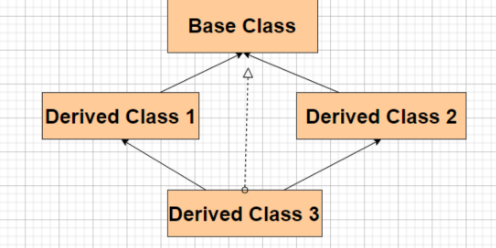 Base Class
Derived Class 1
Derived Class 2
Derived Class 3